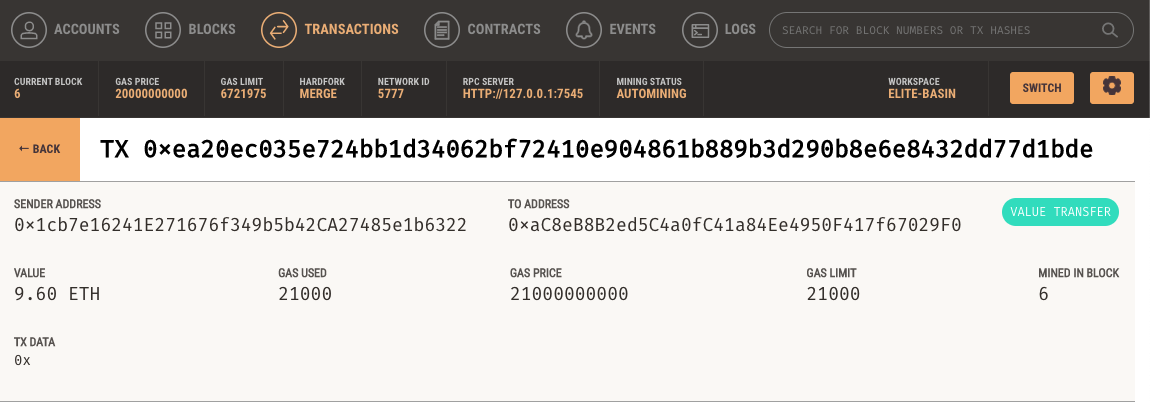 ACCOUNTS BLOCKS TRANSACTIONS CONTRACTS EVENTS LOGS SEARCH FOR BLOCK NUMBERS OR TX HASHES
CURRENT BLOCK GAS PRICE GAS LIMIT HARDFORK NETWORK ID RPC SERVER MINING STATUS WORKSPACE
6 20000000000 6721975 MERGE 5777 HTTP://127.0.0.1:7545 AUTOMINING ELITE-BASIN SWITCH
← BACK TX 0×ea20ec035e724bb1d34062bf72410e904861b889b3d290b8e6e8432dd77d1bde
SENDER ADDRESS TO ADDRESS
0×1cb7e16241E271676f349b5b42CA27485e1b6322 0×aC8eB8B2ed5C4a0fC41a84Ee4950F417f67029F0 VALUE TRANSFER
VALUE GAS USED GAS PRICE GAS LIMIT MINED IN BLOCK
9.60 ETH 21000 21000000000 21000 6
TX DATA
0x